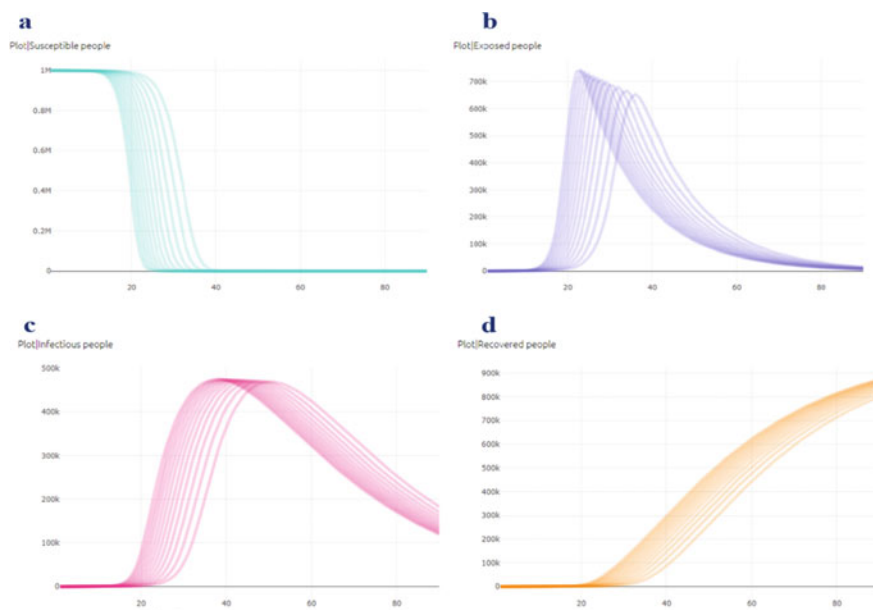 a
Plot|Susceptible people
1M
0.8M
0.6M
0.4M
0.2M
0
20
40
60
80
b
Plot|Exposed people
700k
600k
500k
400k
300k
200k
100k
0
20
40
60
80
c
Plot|Infectious people
500k
400k
300k
200k
100k
0
20
40
60
80
d
Plot|Recovered people
900k
800k
700k
600k
500k
400k
300k
200k
100k
0
20
40
60
80